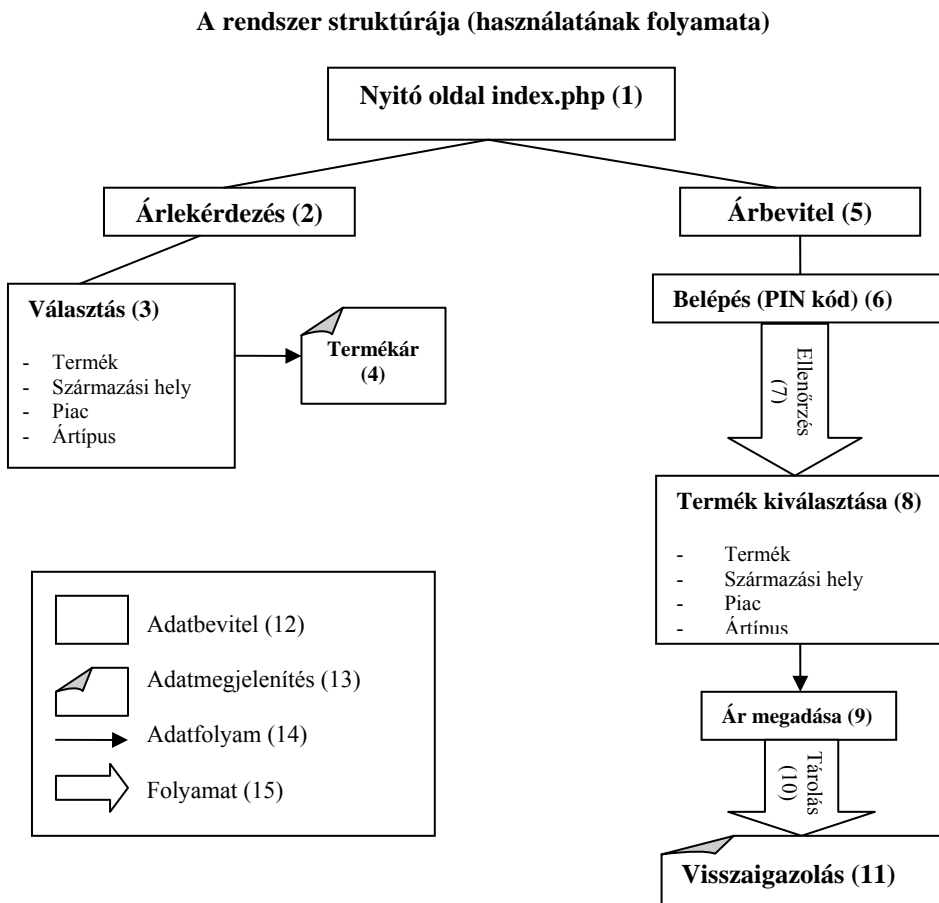 A rendszer struktúrája (használatának folyamata)
Nyitó oldal index.php (1)
Árlekérdezés (2)
Választás (3)
- Termék
- Származási hely
- Piac
- Ártípus
Termékár
(4)
Árbevitel (5)
Belépés (PIN kód) (6)
Ellenőrzés
(7)
Termék kiválasztása (8)
- Termék
- Származási hely
- Piac
- Ártípus
Ár megadása (9)
Tárolás
(10)
Visszaigazolás (11)
Adatbevitel (12)
Adatmegjelenítés (13)
Adatfolyam (14)
Folyamat (15)